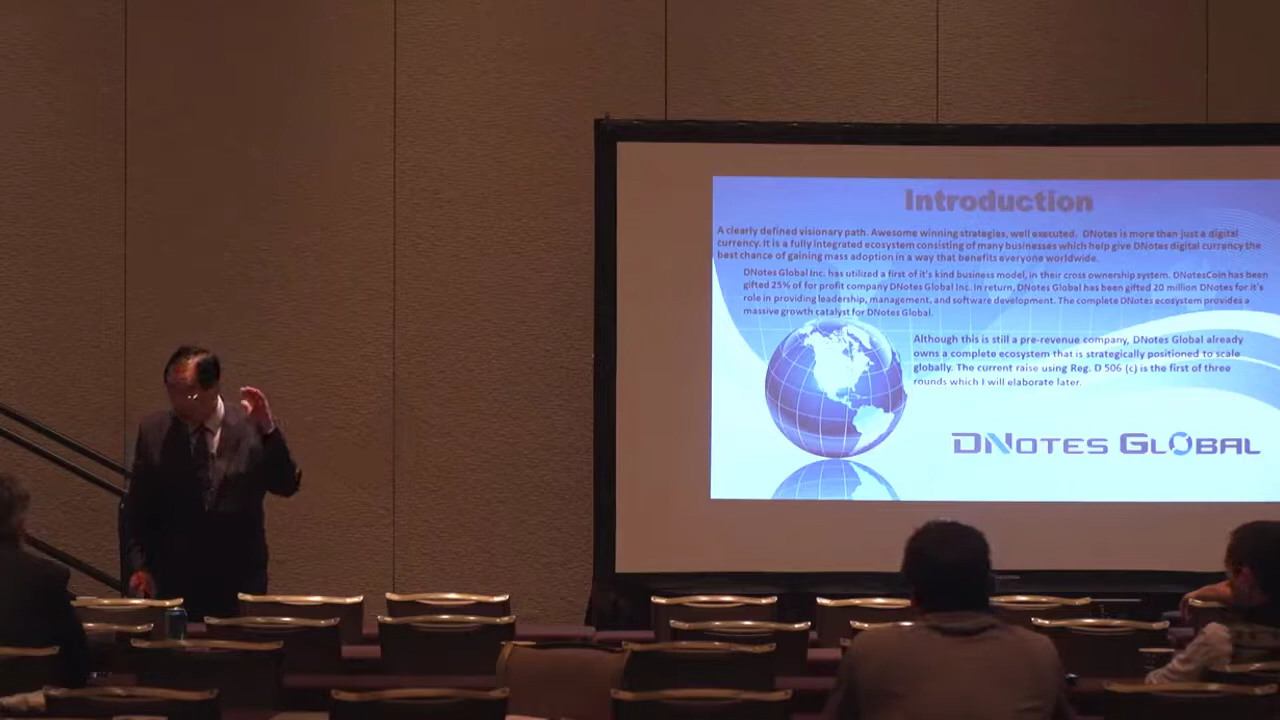 Introduction
A clearly defined visionary path. Awesome winning strategies, well executed. DNotes is more than just a digital
currency. It is a fully integrated ecosystem consisting of many businesses which help give DNotes digital currency the
best chance of gaining mass adoption in a way that benefits everyone worldwide.
DNotes Global Inc. has utilized a first of it's kind business model, in their cross ownership system. DNotesCoin has been
gifted 25% of for profit company DNotes Global Inc. In return, DNotes Global has been gifted 20 million DNotes for it's
role in providing leadership, management, and software development. The complete DNotes ecosystem provides a
massive growth catalyst for DNotes Global.
Although this is still a pre-revenue company, DNotes Global already
owns a complete ecosystem that is strategically positioned to scale
globally. The current raise using Reg. D 506 (c) is the first of three
rounds which I will elaborate later.
DNOTES GLOBAL